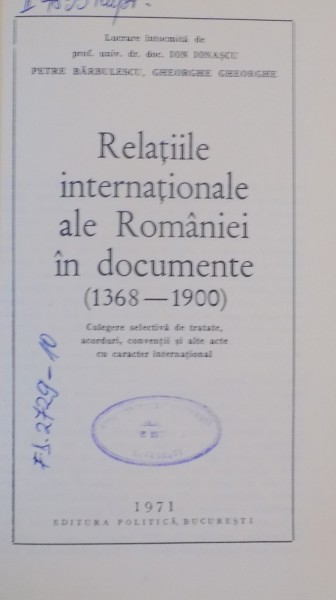 Lucrare întocmită de
prof. univ. dr. doc. ION IONAȘCU
PETRE BĂRBULESCU, GHEORGHE GHEORGHE
Relațiile
internaționale
ale României
în documente
(1368—1900)
Culegere selectivă de tratate,
acorduri, convenții și alte acte
cu caracter internațional
1971
EDITURA POLITICĂ, BUCUREȘTI